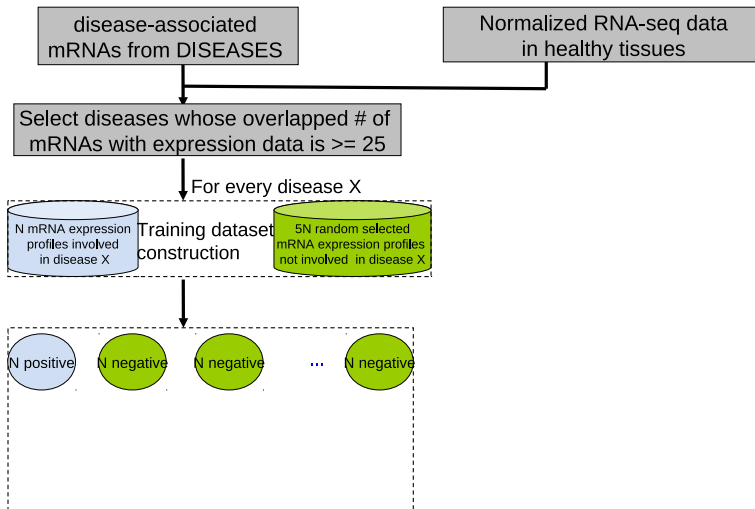 disease-associated
mRNAs from DISEASES
Normalized RNA-seq data
in healthy tissues
Select diseases whose overlapped # of
mRNAs with expression data is >= 25
For every disease X
N mRNA expression
profiles involved
in disease X
Training dataset
construction
5N random selected
mRNA expression profiles
not involved in disease X
N positive
N negative
N negative
...
N negative